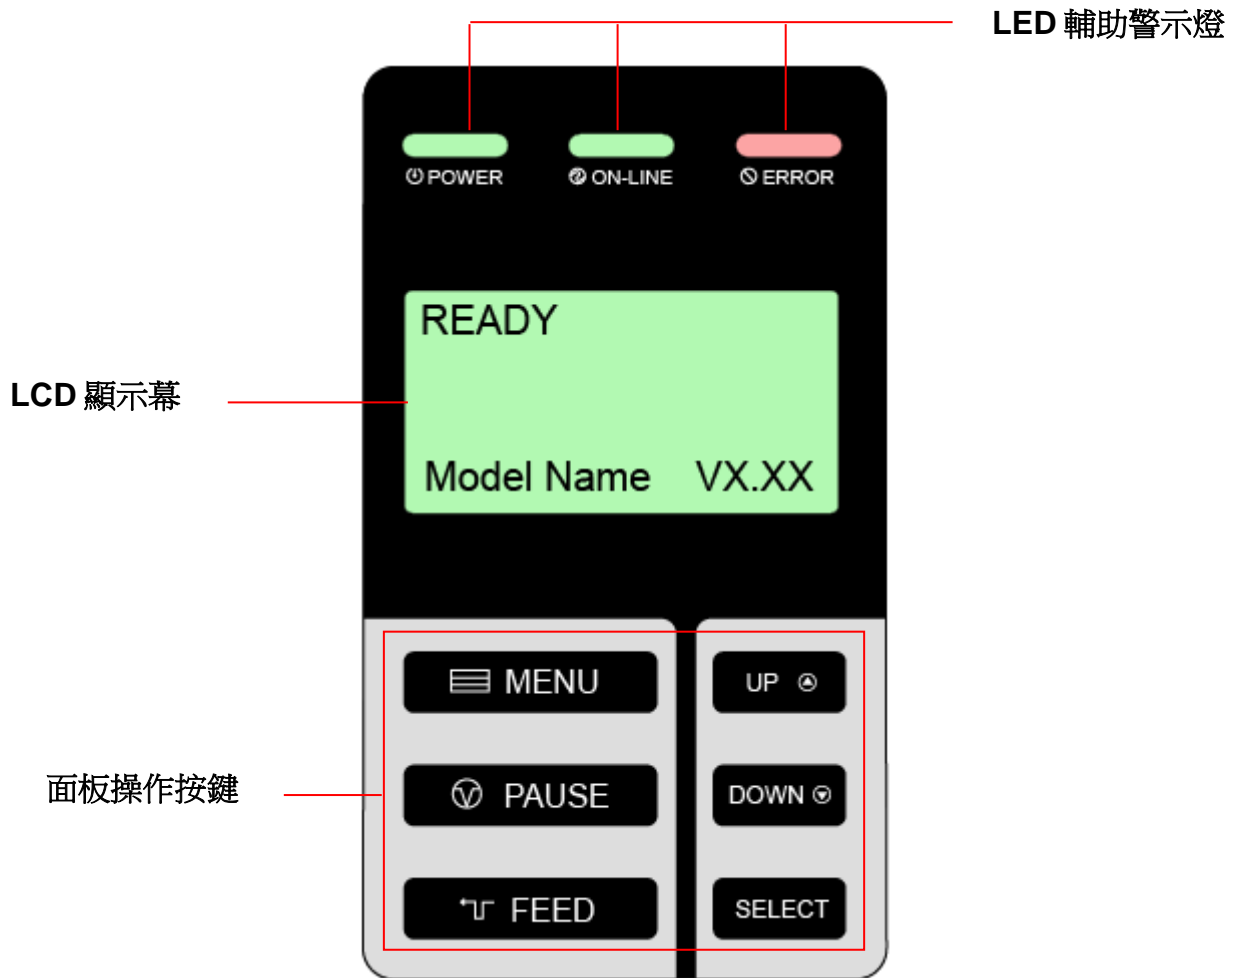 LED 輔助警示燈
POWER
ON-LINE
ERROR
READY
LCD 顯示幕
Model Name VX.XX
MENU
UP
面板操作按鍵
PAUSE
DOWN
FEED
SELECT